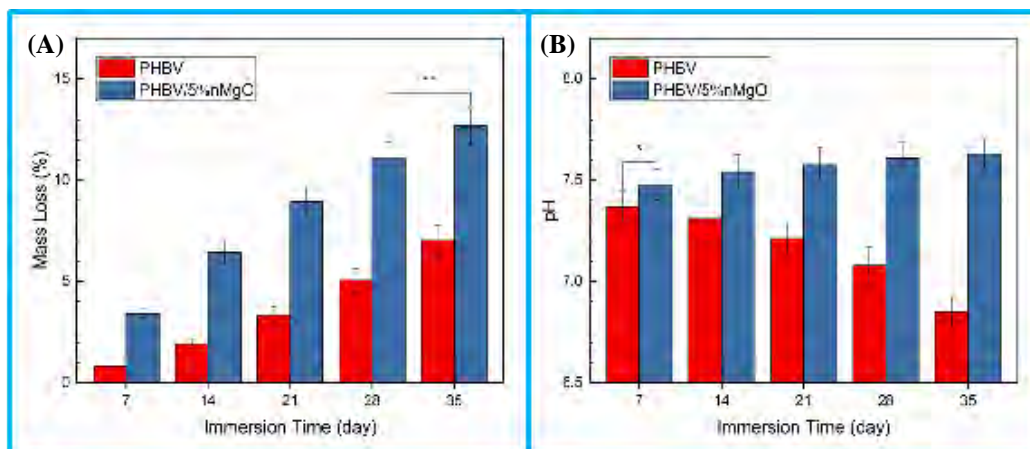 (A)
PHBV
PHBV/5%nMgO
15
10
5
0
Mass Loss (%)
**
7 14 21 28 35
Immersion Time (day)
(B)
PHBV
PHBV/5%nMgO
8.0
7.5
7.0
6.5
pH
7 14 21 28 35
Immersion Time (day)